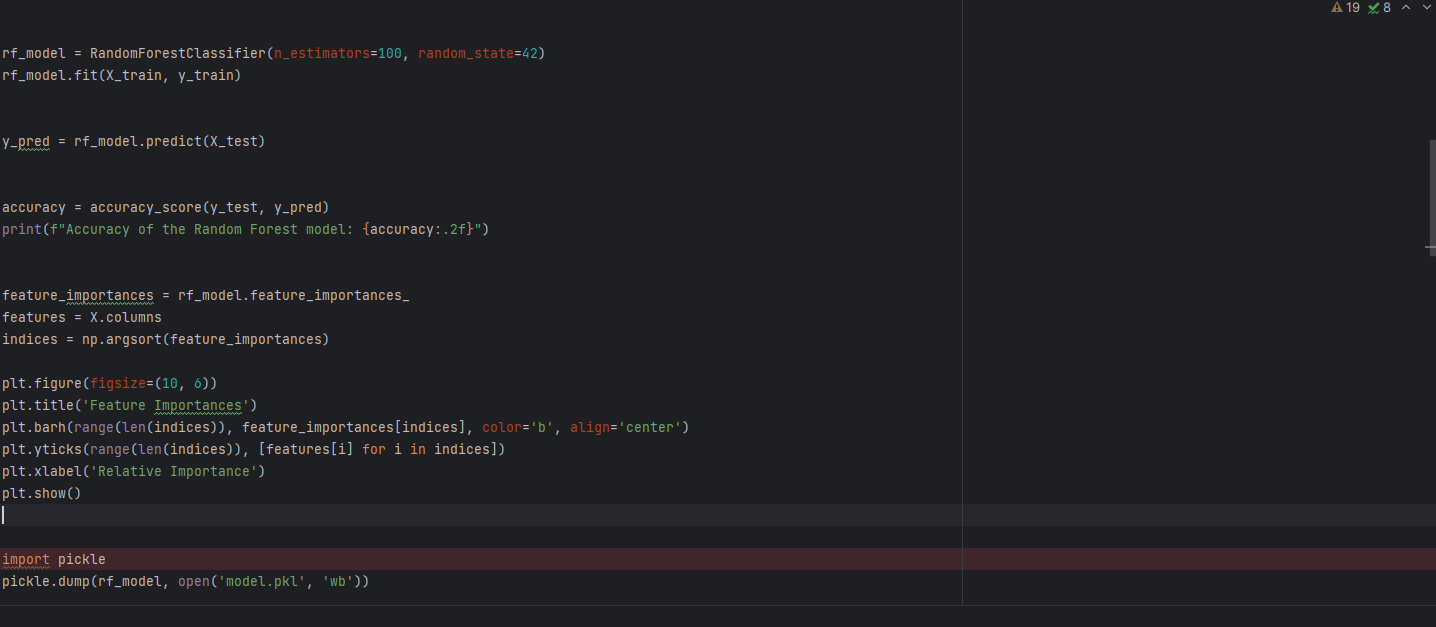 19 8
rf_model = RandomForestClassifier(n_estimators=100, random_state=42)
rf_model.fit(X_train, y_train)
y_pred = rf_model.predict(X_test)
accuracy = accuracy_score(y_test, y_pred)
print(f"Accuracy of the Random Forest model: {accuracy:.2f}")
feature_importances = rf_model.feature_importances_
features = X.columns
indices = np.argsort(feature_importances)
plt.figure(figsize=(10, 6))
plt.title('Feature Importances')
plt.barh(range(len(indices)), feature_importances[indices], color='b', align='center')
plt.yticks(range(len(indices)), [features[i] for i in indices])
plt.xlabel('Relative Importance')
plt.show()
import pickle
pickle.dump(rf_model, open('model.pkl', 'wb'))